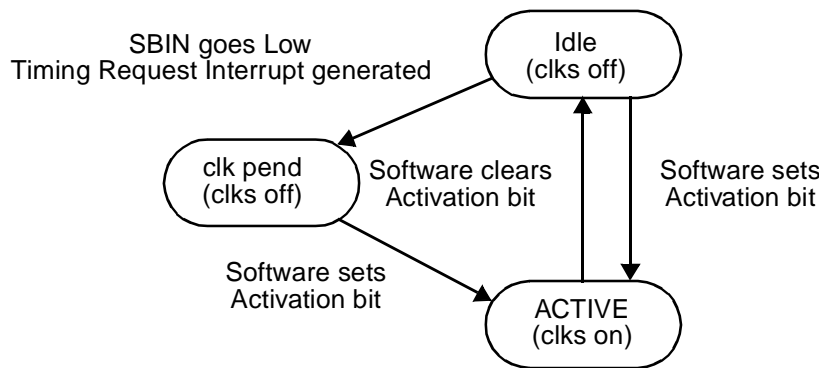 SBIN goes Low
Timing Request Interrupt generated
Idle
(clks off)
clk pend
(clks off)
Software clears
Activation bit
Software sets
Activation bit
Software sets
Activation bit
ACTIVE
(clks on)